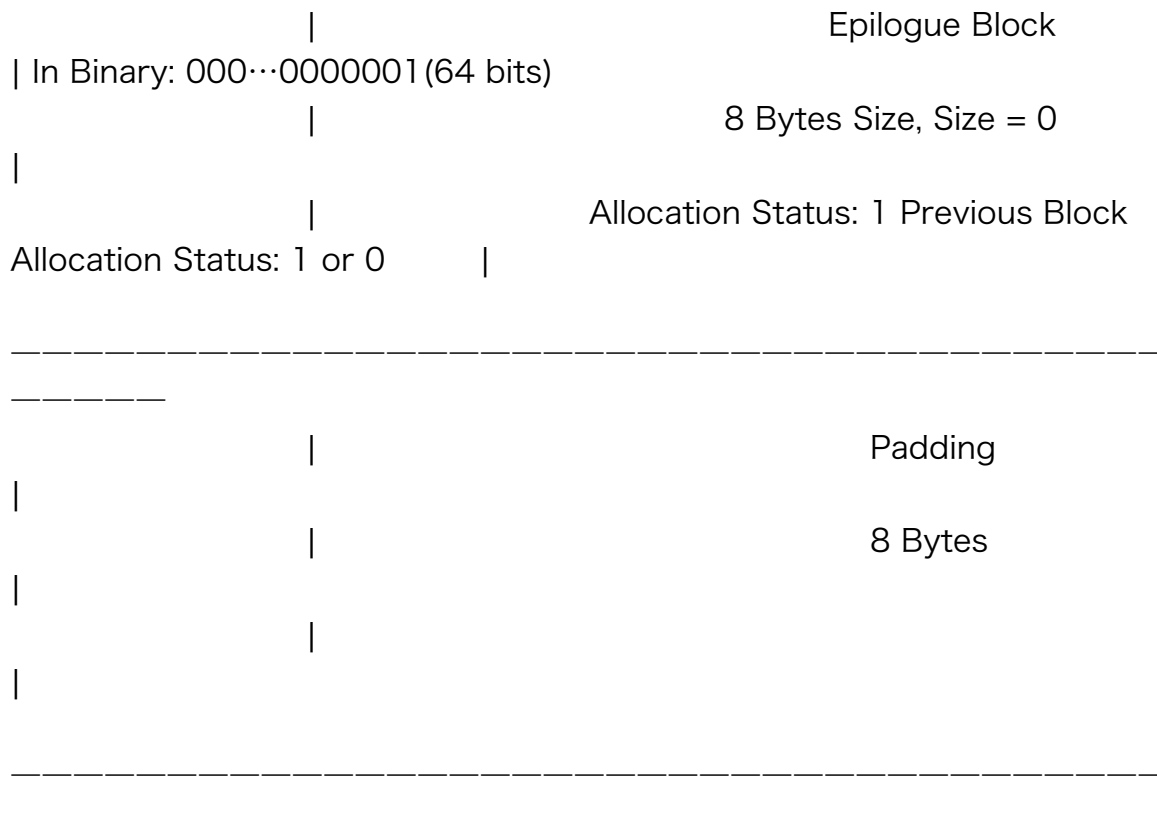 | Epilogue Block
| In Binary: 000···0000001(64 bits)
| 8 Bytes Size, Size = 0
|
| Allocation Status: 1 Previous Block
Allocation Status: 1 or 0 |
—————————————————————————————————————
—————
| Padding
|
| 8 Bytes
|
|
|
—————————————————————————————————————